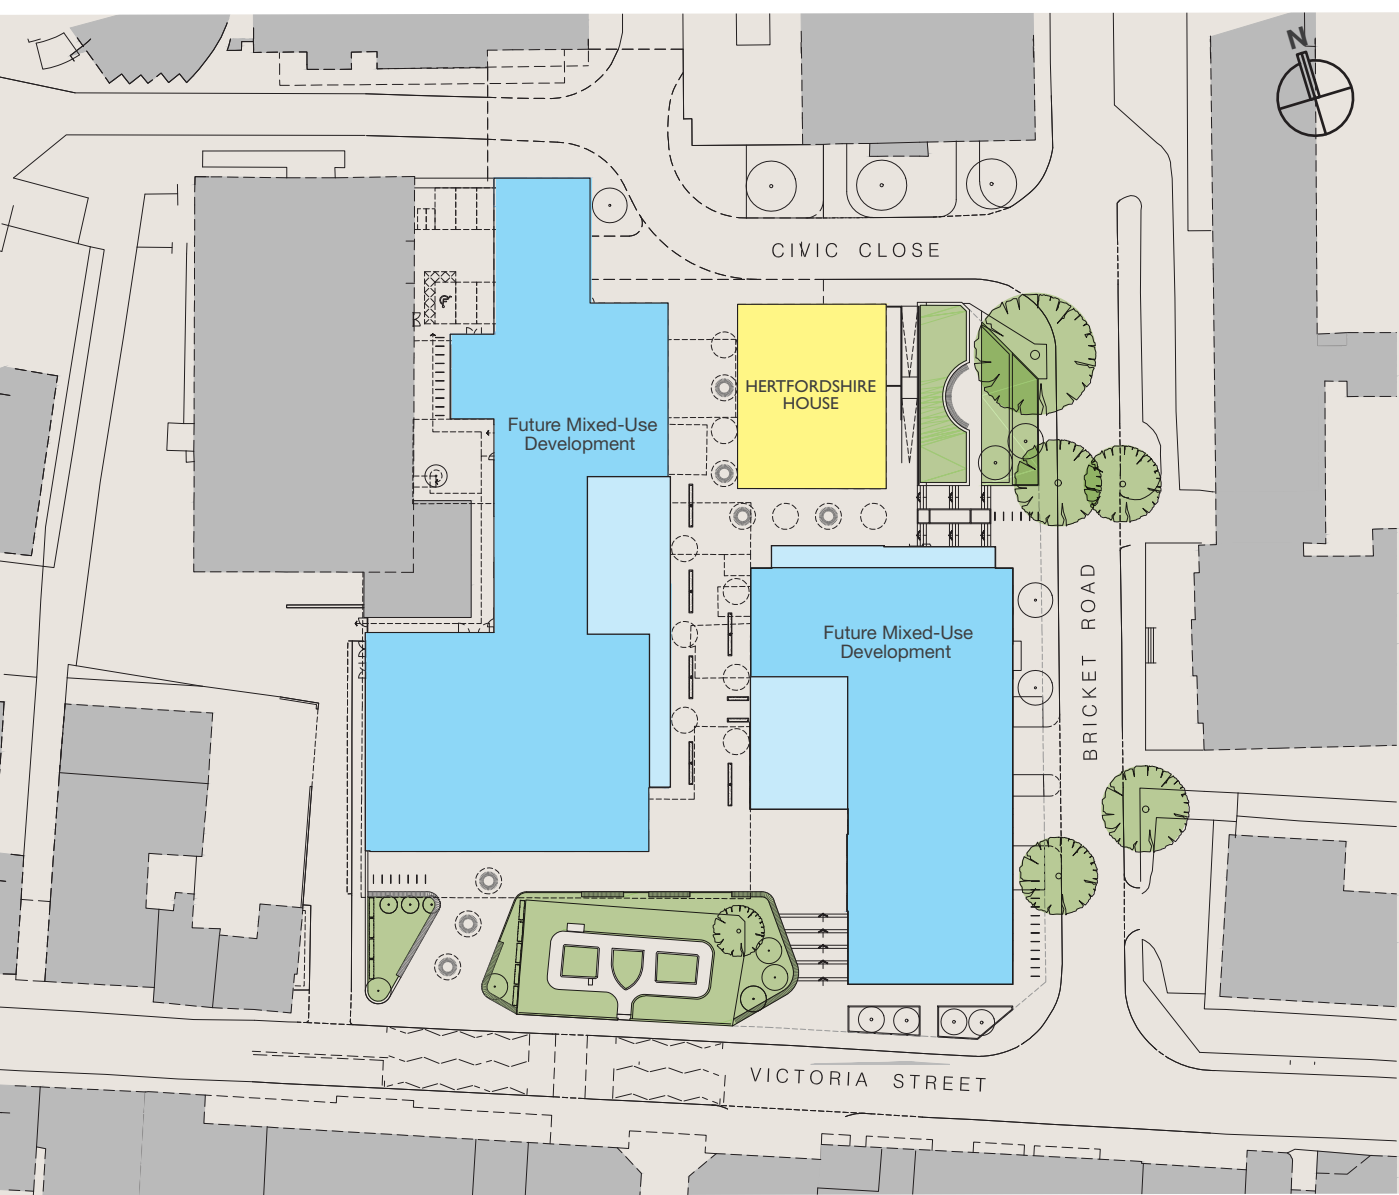 N
CIVIC CLOSE
HERTFORDSHIRE
HOUSE
Future Mixed-Use
Development
Future Mixed-Use
Development
BRICKET ROAD
VICTORIA STREET